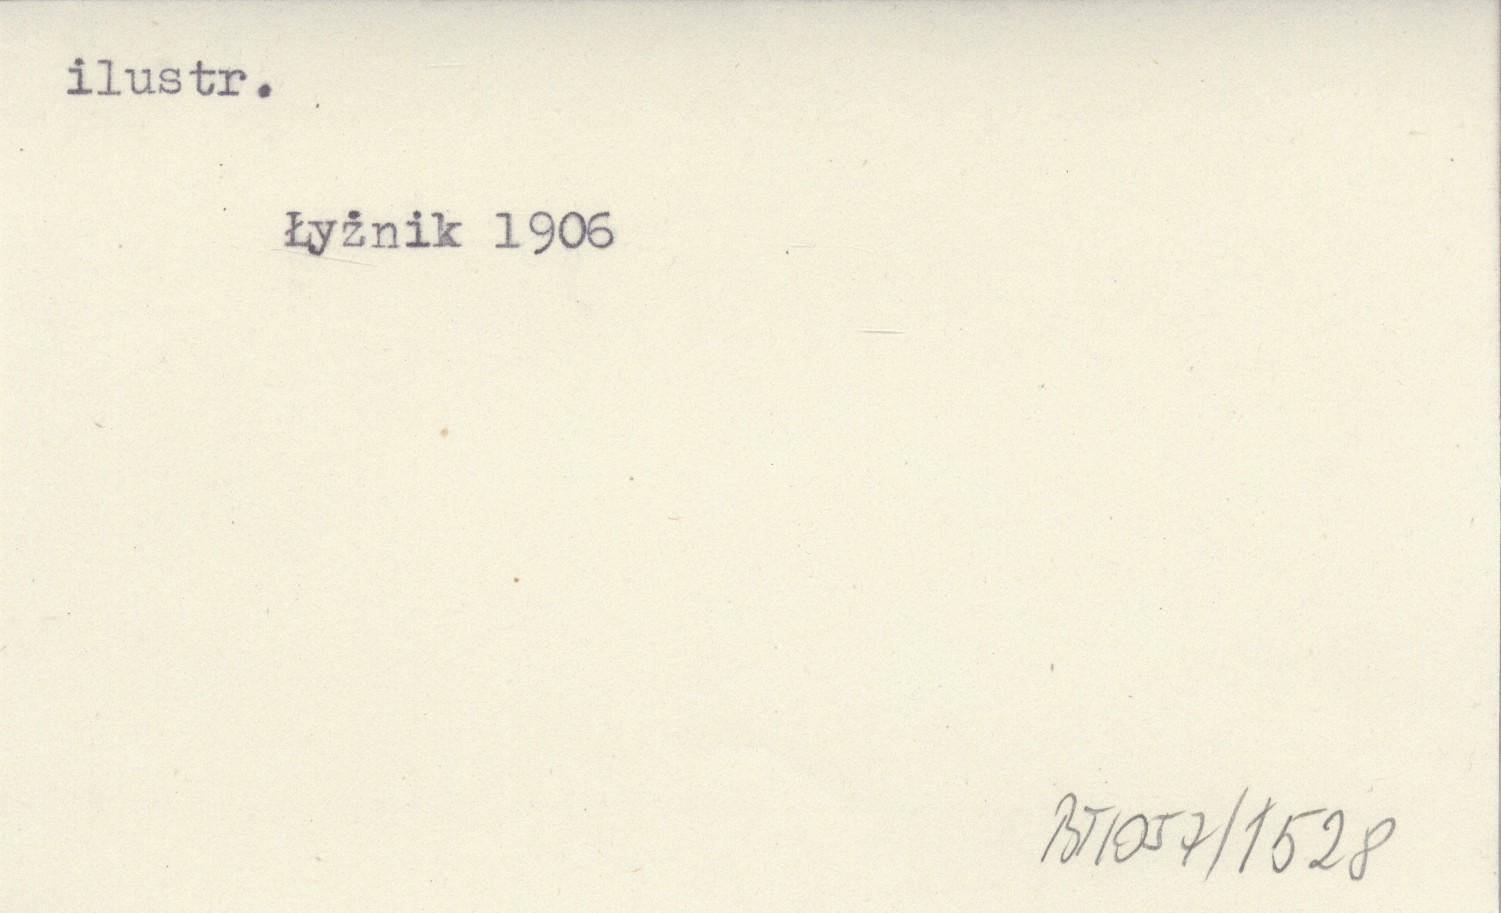 ilustr.
Łyżnik 1906
BT1057/1528